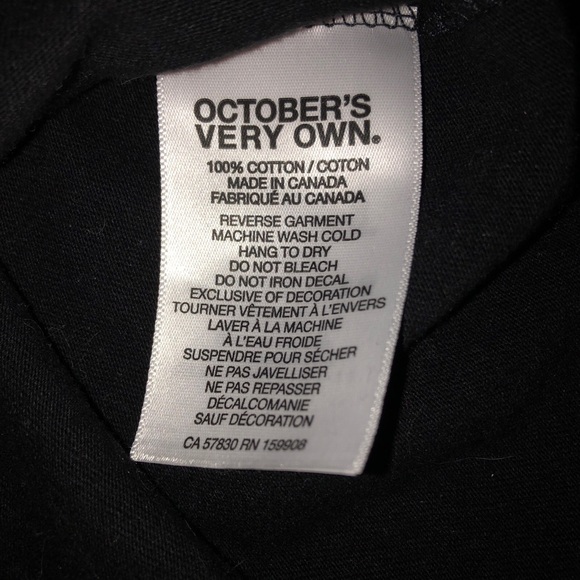 OCTOBER'S
VERY OWN.®
100% COTTON / COTON
MADE IN CANADA
FABRIQUÉ AU CANADA
REVERSE GARMENT
MACHINE WASH COLD
HANG TO DRY
DO NOT BLEACH
DO NOT IRON DECAL
EXCLUSIVE OF DECORATION
TOURNER VÊTEMENT À L'ENVERS
LAVER À LA MACHINE
À L'EAU FROIDE
SUSPENDRE POUR SÉCHER
NE PAS JAVELLISER
NE PAS REPASSER
DÉCALCOMANIE
SAUF DÉCORATION
CA 57830 RN 159908